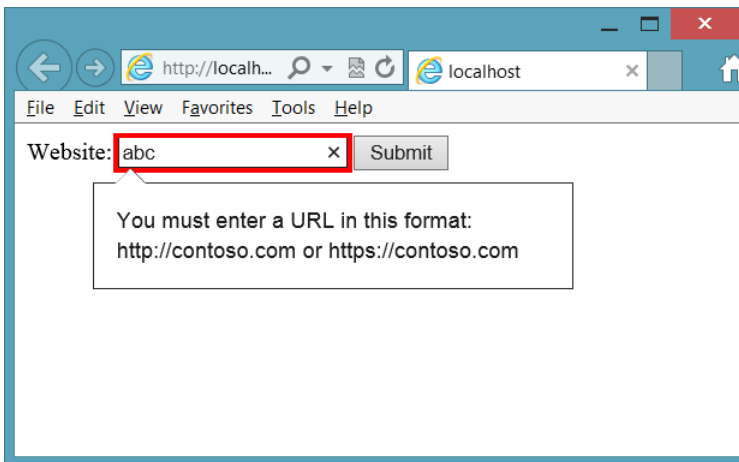 http://localh...
localhost
File Edit View Favorites Tools Help
Website: abc Submit
You must enter a URL in this format:
http://contoso.com or https://contoso.com